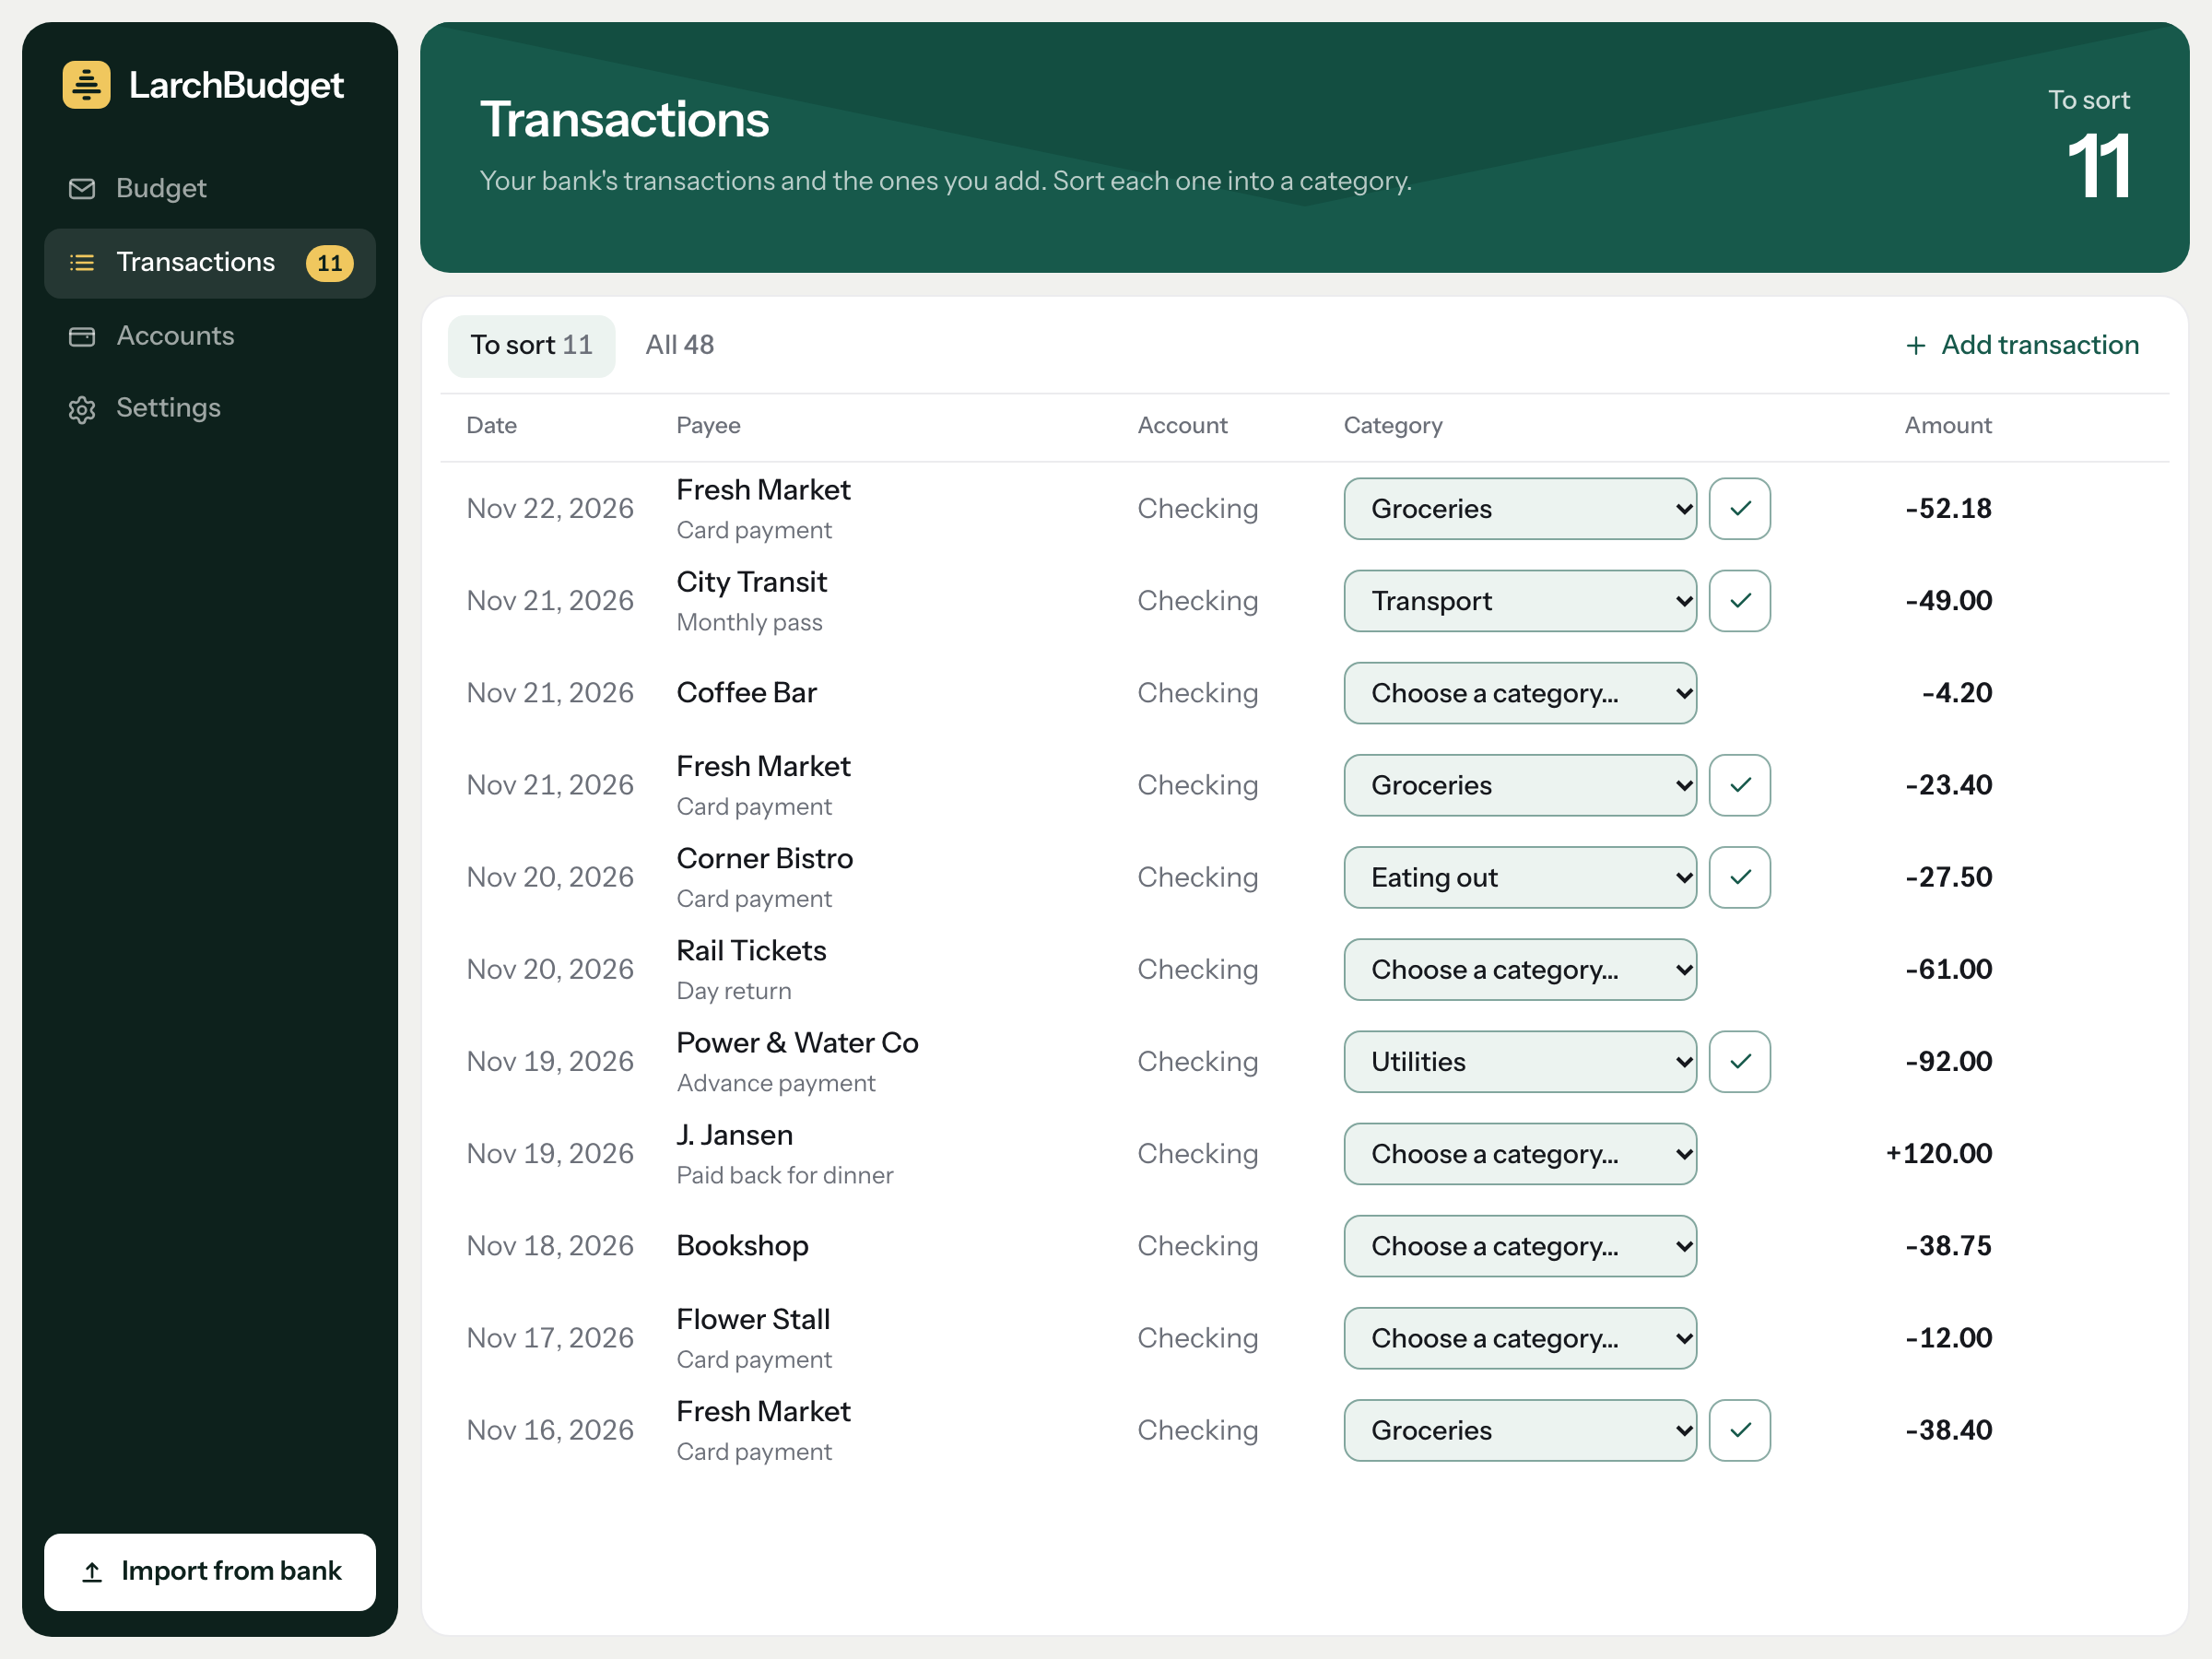 LarchBudget
Budget
Transactions 11
Accounts
Settings
Import from bank
Transactions
Your bank's transactions and the ones you add. Sort each one into a category.
To sort
11
To sort 11 All 48 + Add transaction
Date Payee Account Category Amount
Nov 22, 2026 Fresh Market Checking Groceries -52.18
Card payment
Nov 21, 2026 City Transit Checking Transport -49.00
Monthly pass
Nov 21, 2026 Coffee Bar Checking Choose a category... -4.20
Nov 21, 2026 Fresh Market Checking Groceries -23.40
Card payment
Nov 20, 2026 Corner Bistro Checking Eating out -27.50
Card payment
Nov 20, 2026 Rail Tickets Checking Choose a category... -61.00
Day return
Nov 19, 2026 Power & Water Co Checking Utilities -92.00
Advance payment
Nov 19, 2026 J. Jansen Checking Choose a category... +120.00
Paid back for dinner
Nov 18, 2026 Bookshop Checking Choose a category... -38.75
Nov 17, 2026 Flower Stall Checking Choose a category... -12.00
Card payment
Nov 16, 2026 Fresh Market Checking Groceries -38.40
Card payment